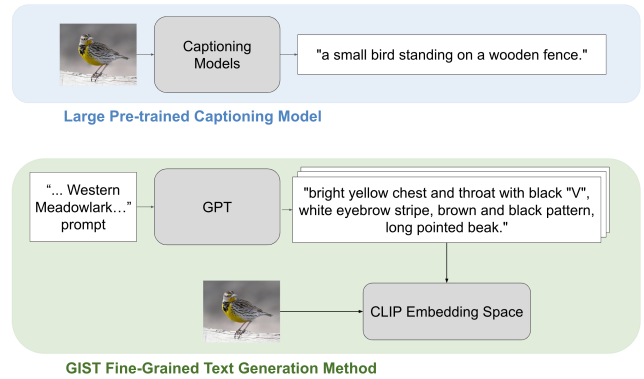 Captioning
Models
"a small bird standing on a wooden fence."
Large Pre-trained Captioning Model
“... Western
Meadowlark…”
prompt
GPT
"bright yellow chest and throat with black "V",
white eyebrow stripe, brown and black pattern,
long pointed beak."
CLIP Embedding Space
GIST Fine-Grained Text Generation Method